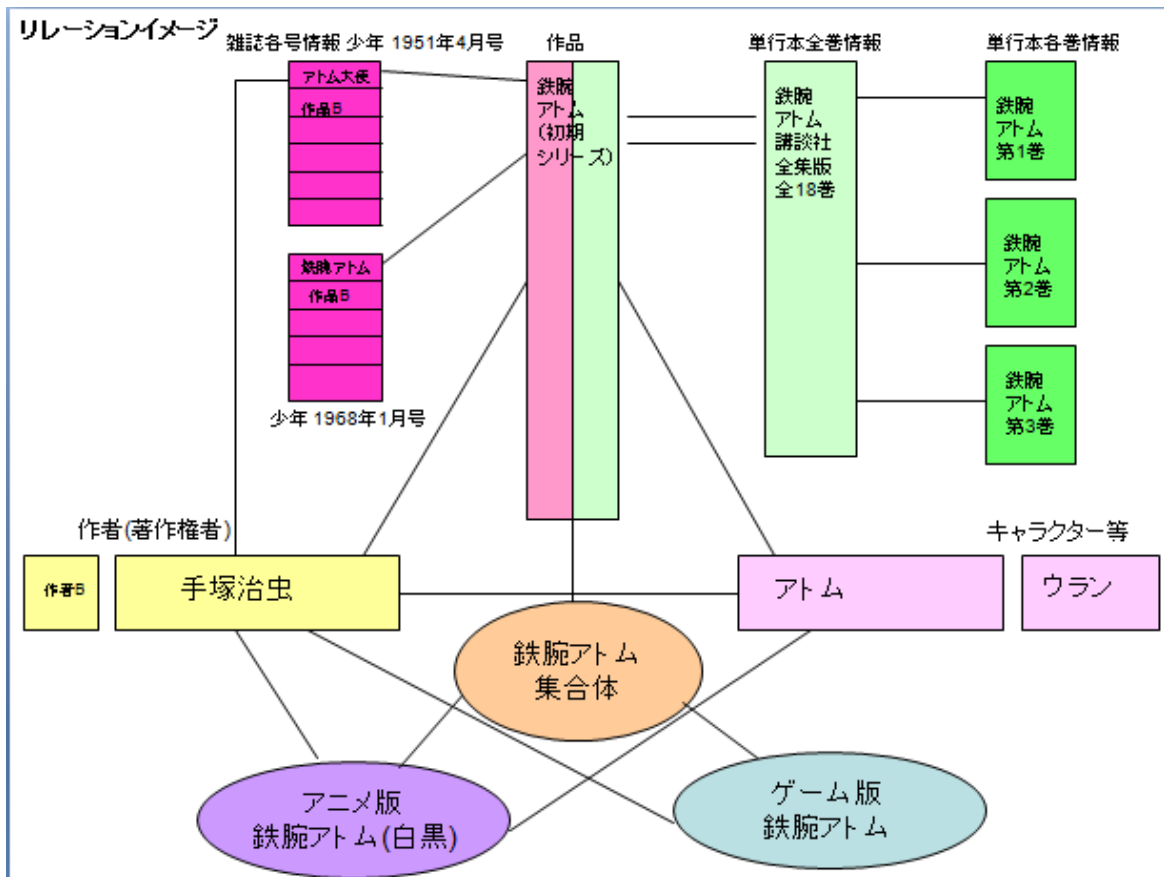 リレーションイメージ
雑誌各号情報 少年 1951年4月号
作品
単行本全巻情報
単行本各巻情報
アトム大使
作品B
鉄腕アトム
作品B
少年 1968年1月号
鉄腕
アトム
(初期
シリーズ)
鉄腕
アトム
講談社
全集版
全18巻
鉄腕
アトム
第1巻
鉄腕
アトム
第2巻
鉄腕
アトム
第3巻
作者(著作権者)
キャラクター等
作者B
手塚治虫
アトム
ウラン
鉄腕アトム
集合体
アニメ版
鉄腕アトム(白黒)
ゲーム版
鉄腕アトム